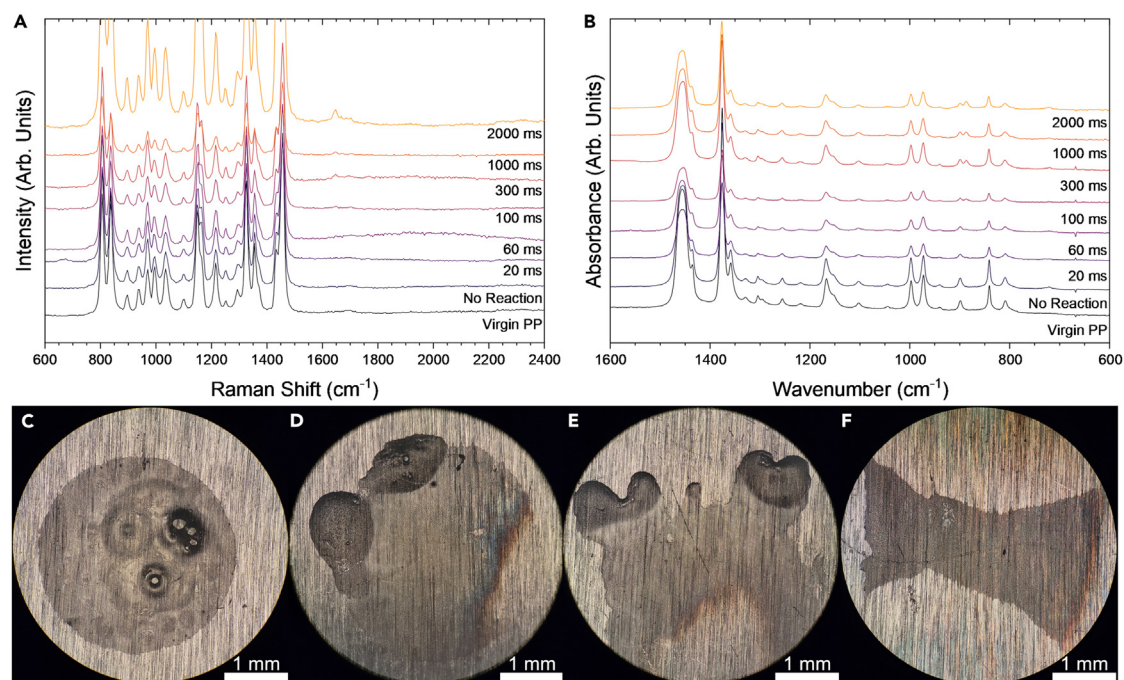 A
Intensity (Arb. Units)
2000 ms
1000 ms
300 ms
100 ms
60 ms
20 ms
No Reaction
Virgin PP
600 800 1000 1200 1400 1600 1800 2000 2200 2400
Raman Shift (cm⁻¹)
B
Absorbance (Arb. Units)
2000 ms
1000 ms
300 ms
100 ms
60 ms
20 ms
No Reaction
Virgin PP
1600 1400 1200 1000 800 600
Wavenumber (cm⁻¹)
C
1 mm
D
1 mm
E
1 mm
F
1 mm